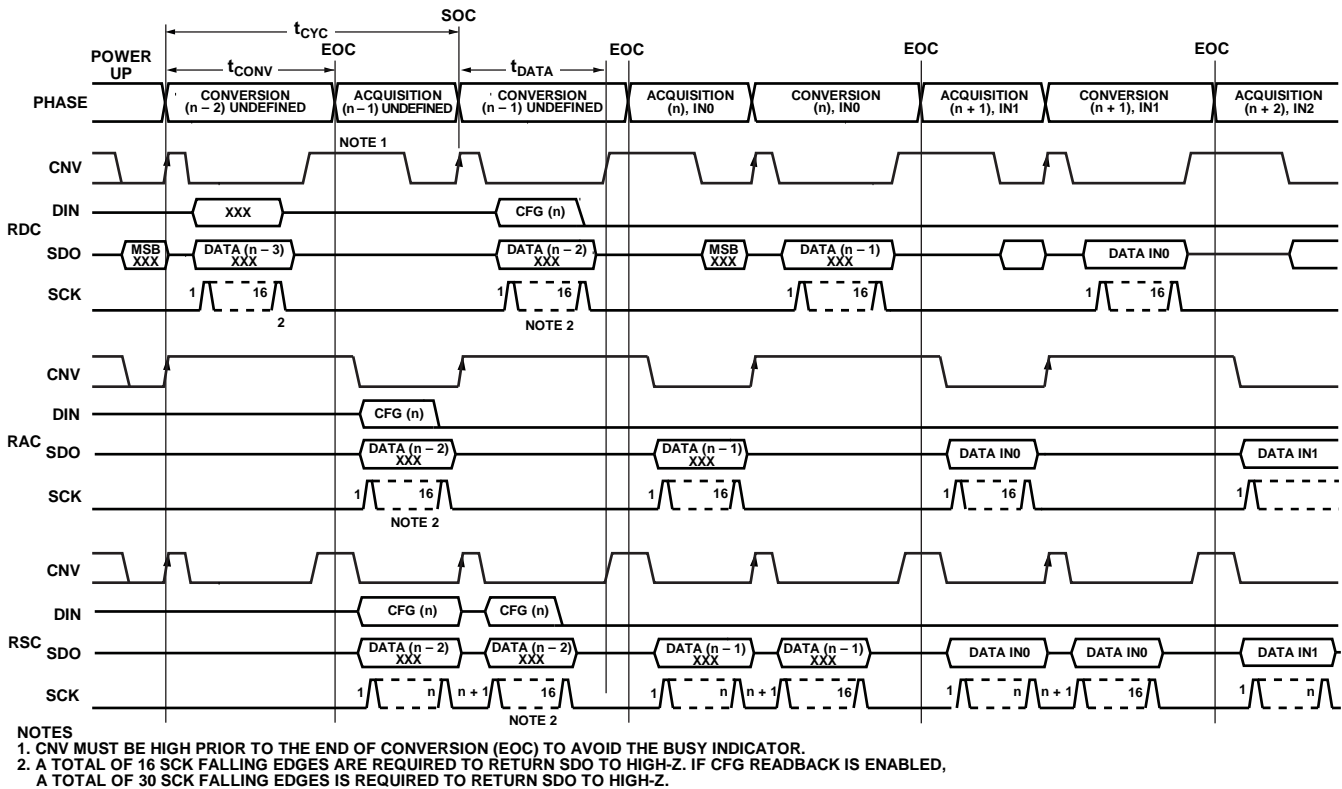 SOC
tCYC
POWER UP
EOC
EOC
EOC
EOC
tCONV
tDATA
PHASE
CONVERSION (n – 2) UNDEFINED
ACQUISITION (n – 1) UNDEFINED
CONVERSION (n – 1) UNDEFINED
ACQUISITION (n), IN0
CONVERSION (n), IN0
ACQUISITION (n + 1), IN1
CONVERSION (n + 1), IN1
ACQUISITION (n + 2), IN2
NOTE 1
CNV
RDC
DIN
XXX
CFG (n)
SDO
MSB XXX
DATA (n – 3) XXX
DATA (n – 2) XXX
MSB XXX
DATA (n – 1) XXX
DATA IN0
SCK
1 16
2
1 16
NOTE 2
1 16
1 16
CNV
RAC
DIN
CFG (n)
SDO
DATA (n – 2) XXX
DATA (n – 1) XXX
DATA IN0
DATA IN1
SCK
1 16
NOTE 2
1 16
1 16
1
CNV
RSC
DIN
CFG (n)
CFG (n)
SDO
DATA (n – 2) XXX
DATA (n – 2) XXX
DATA (n – 1) XXX
DATA (n – 1) XXX
DATA IN0
DATA IN0
DATA IN1
SCK
1 n n + 1 16
NOTE 2
1 n n + 1 16
1 n n + 1 16
1 n
NOTES
1. CNV MUST BE HIGH PRIOR TO THE END OF CONVERSION (EOC) TO AVOID THE BUSY INDICATOR.
2. A TOTAL OF 16 SCK FALLING EDGES ARE REQUIRED TO RETURN SDO TO HIGH-Z. IF CFG READBACK IS ENABLED,
A TOTAL OF 30 SCK FALLING EDGES IS REQUIRED TO RETURN SDO TO HIGH-Z.